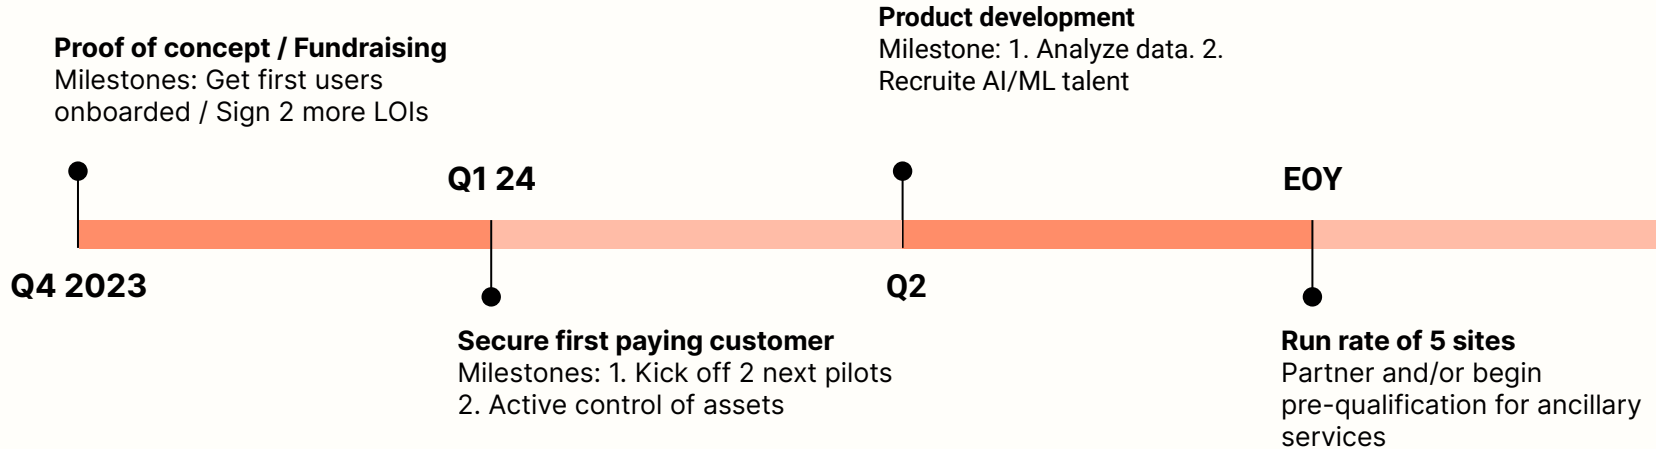 Proof of concept / Fundraising
Milestones: Get first users
onboarded / Sign 2 more LOIs
Product development
Milestone: 1. Analyze data. 2.
Recruite AI/ML talent
Q1 24
EOY
Q4 2023
Q2
Secure first paying customer
Milestones: 1. Kick off 2 next pilots
2. Active control of assets
Run rate of 5 sites
Partner and/or begin
pre-qualification for ancillary
services